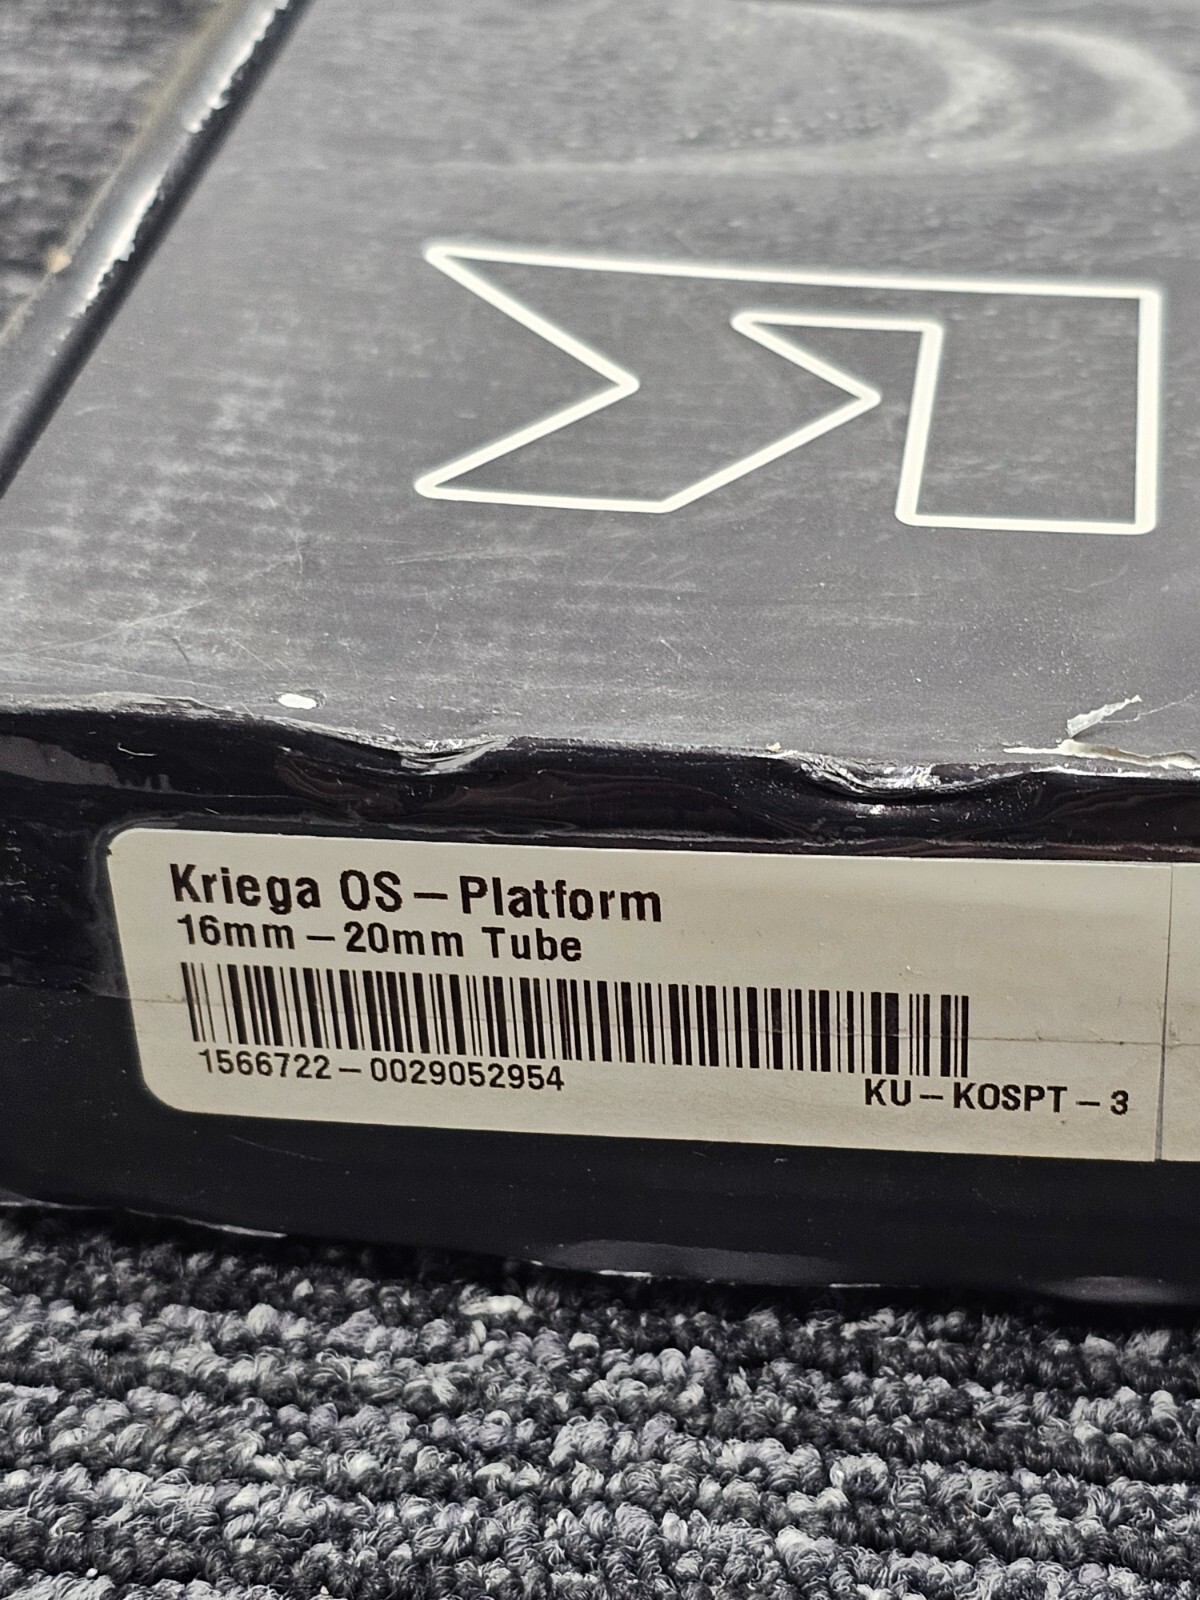 Kriega OS – Platform
16mm – 20mm Tube
1566722 – 0029052954
KU – KOSPT – 3